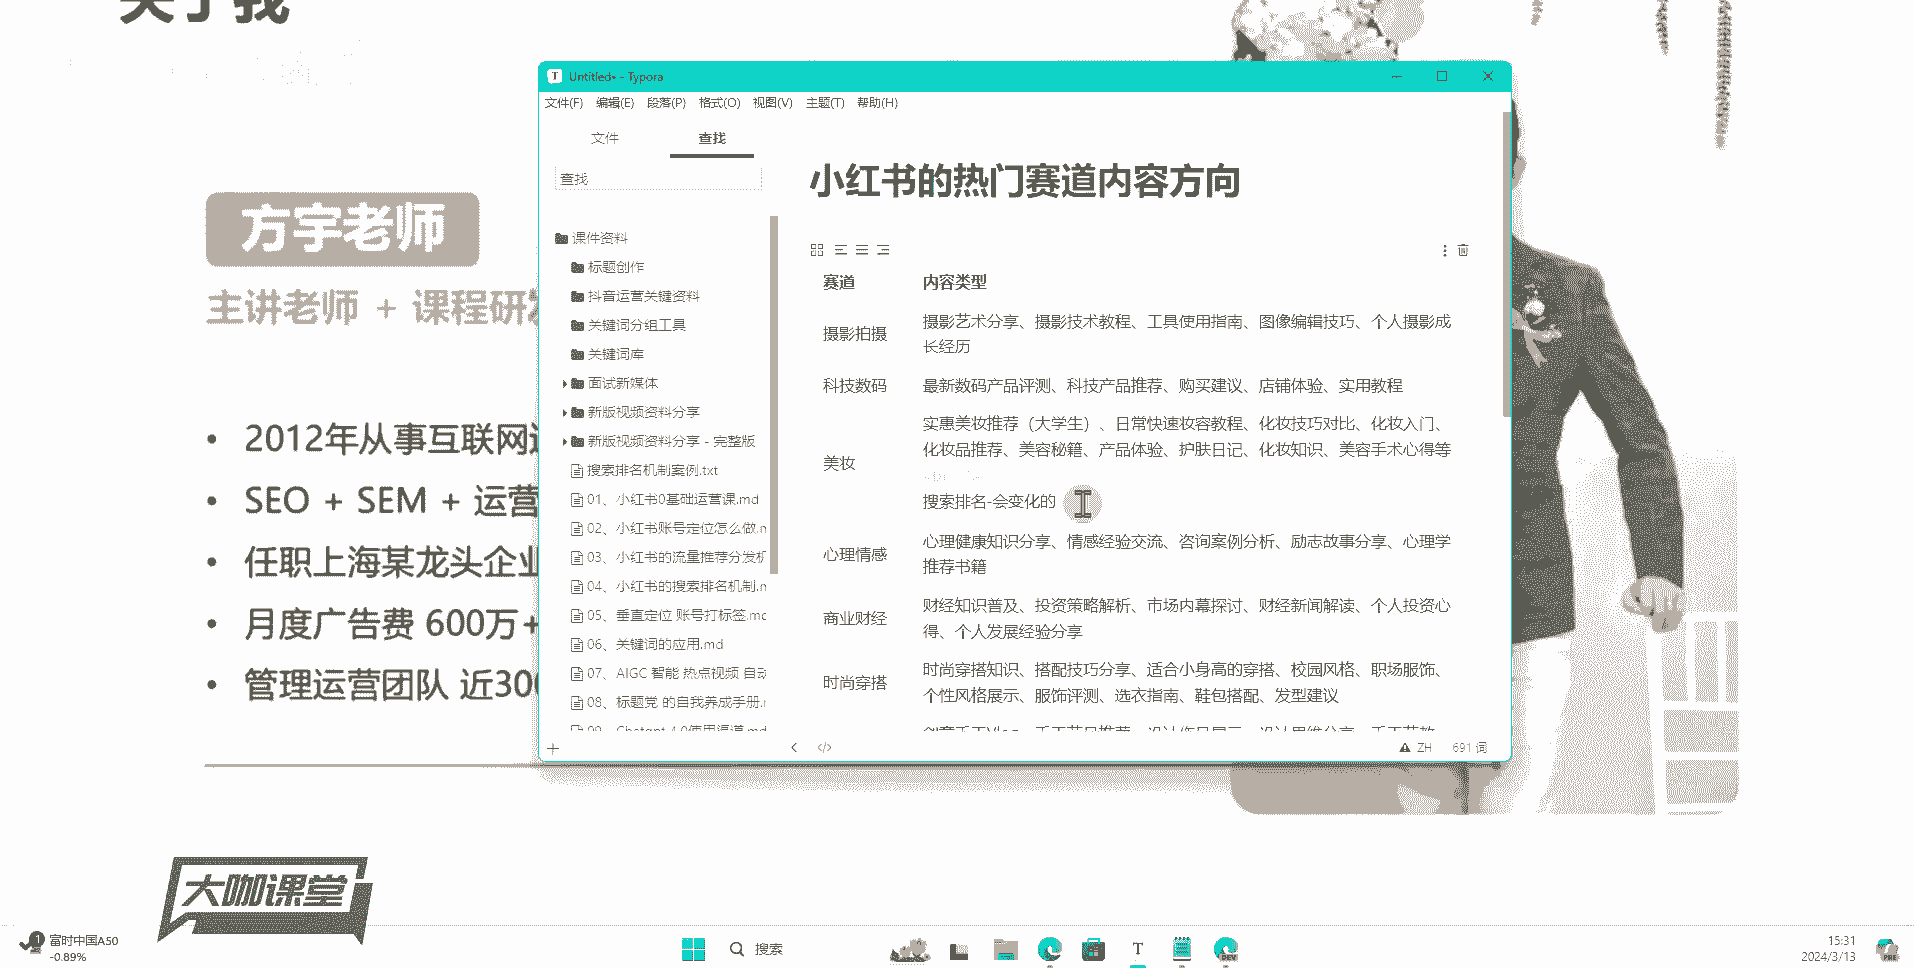 关于我
方宇老师
主讲老师 + 课程研发
2012年从事互联网
SEO + SEM + 运营
任职上海某龙头企业
月度广告费 600万+
管理运营团队 近300
大咖课堂
Untitled• - Typora
文件(F) 编辑(E) 段落(P) 格式(O) 视图(V) 主题(T) 帮助(H)
文件 查找
查找
课件资料
标题创作
抖音运营关键资料
关键词分组工具
关键词库
面试新媒体
新版视频资料分享
新版视频资料分享 - 完整版
搜索排名机制案例.txt
01、小红书0基础运营课.md
02、小红书账号定位怎么做.m
03、小红书的流量推荐分发机
04、小红书的搜索排名机制.m
05、垂直定位 账号打标签.mc
06、关键词的应用.md
07、AIGC 智能 热点视频 自动
08、标题党 的自我养成手册.r
09、Chatgpt 4.0使用渠道.md
小红书的热门赛道内容方向
赛道 内容类型
摄影拍摄 摄影艺术分享、摄影技术教程、工具使用指南、图像编辑技巧、个人摄影成
长经历
科技数码 最新数码产品评测、科技产品推荐、购买建议、店铺体验、实用教程
美妆 实惠美妆推荐（大学生）、日常快速妆容教程、化妆技巧对比、化妆入门、
化妆品推荐、美容秘籍、产品体验、护肤日记、化妆知识、美容手术心得等
搜索排名-会变化的
心理情感 心理健康知识分享、情感经验交流、咨询案例分析、励志故事分享、心理学
推荐书籍
商业财经 财经知识普及、投资策略解析、市场内幕探讨、财经新闻解读、个人投资心
得、个人发展经验分享
时尚穿搭 时尚穿搭知识、搭配技巧分享、适合小身高的穿搭、校园风格、职场服饰、
个性风格展示、服饰评测、选衣指南、鞋包搭配、发型建议
ZH 691 词
1
富时中国A50
-0.89%
搜索
T
DEV
15:31
2024/3/13
PRE